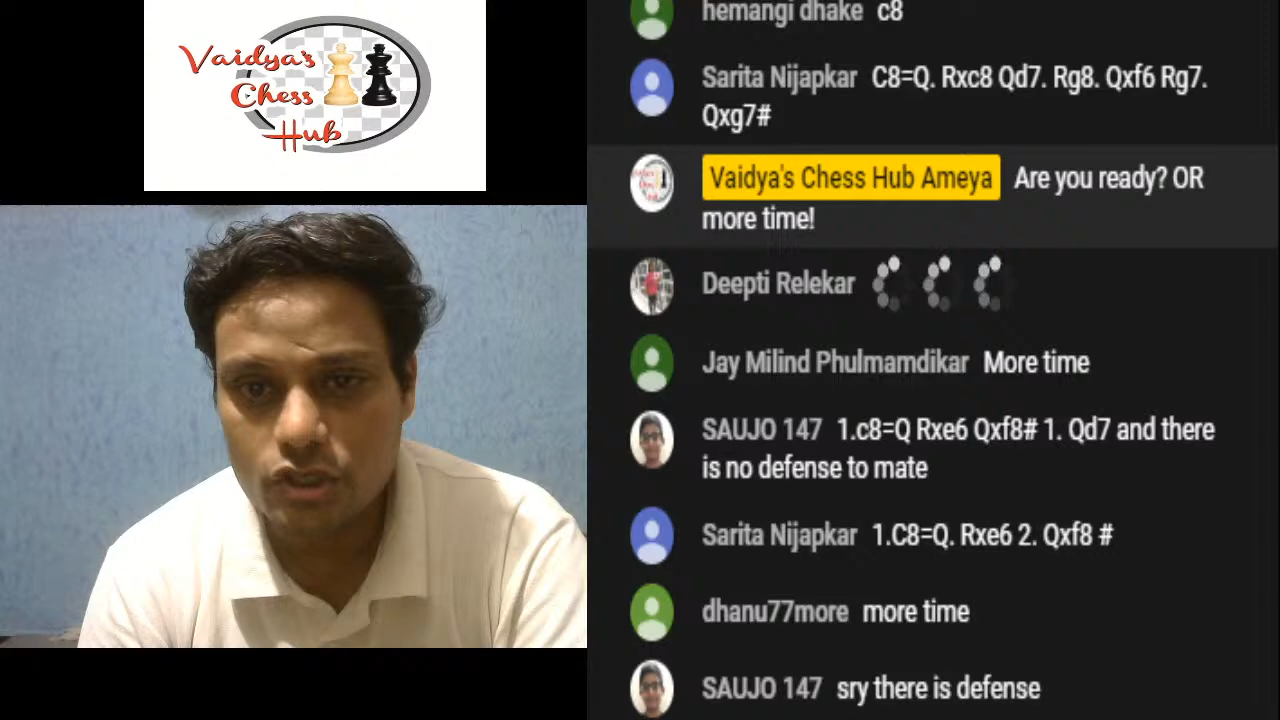 Vaidya's
Chess
Hub
hemangi dhake c8
Sarita Nijapkar C8=Q. Rxc8 Qd7. Rg8. Qxf6 Rg7.
Qxg7#
Vaidya's Chess Hub Ameya Are you ready? OR
more time!
Deepti Relekar
Jay Milind Phulmamdikar More time
SAUJO 147 1.c8=Q Rxe6 Qxf8# 1. Qd7 and there
is no defense to mate
Sarita Nijapkar 1.C8=Q. Rxe6 2. Qxf8 #
dhanu77more more time
SAUJO 147 sry there is defense